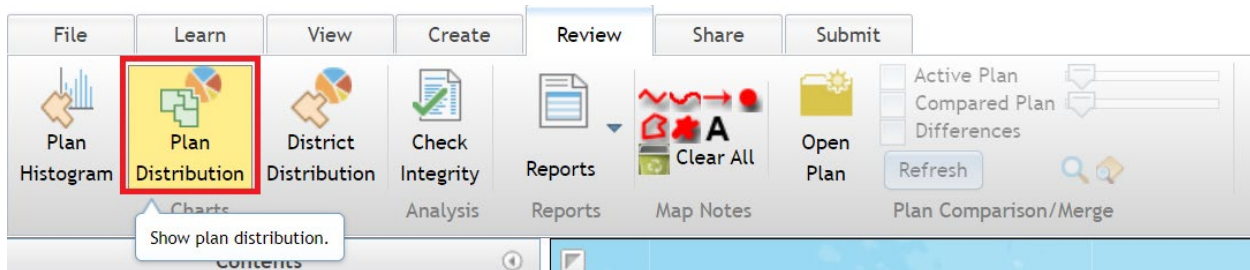 File Learn View Create Review Share Submit
Plan Histogram
Plan Distribution
District Distribution
Check Integrity
Reports
A
Clear All
Open Plan
Active Plan
Compared Plan
Differences
Refresh
Charts
Analysis
Reports
Map Notes
Plan Comparison/Merge
Show plan distribution.
Contents